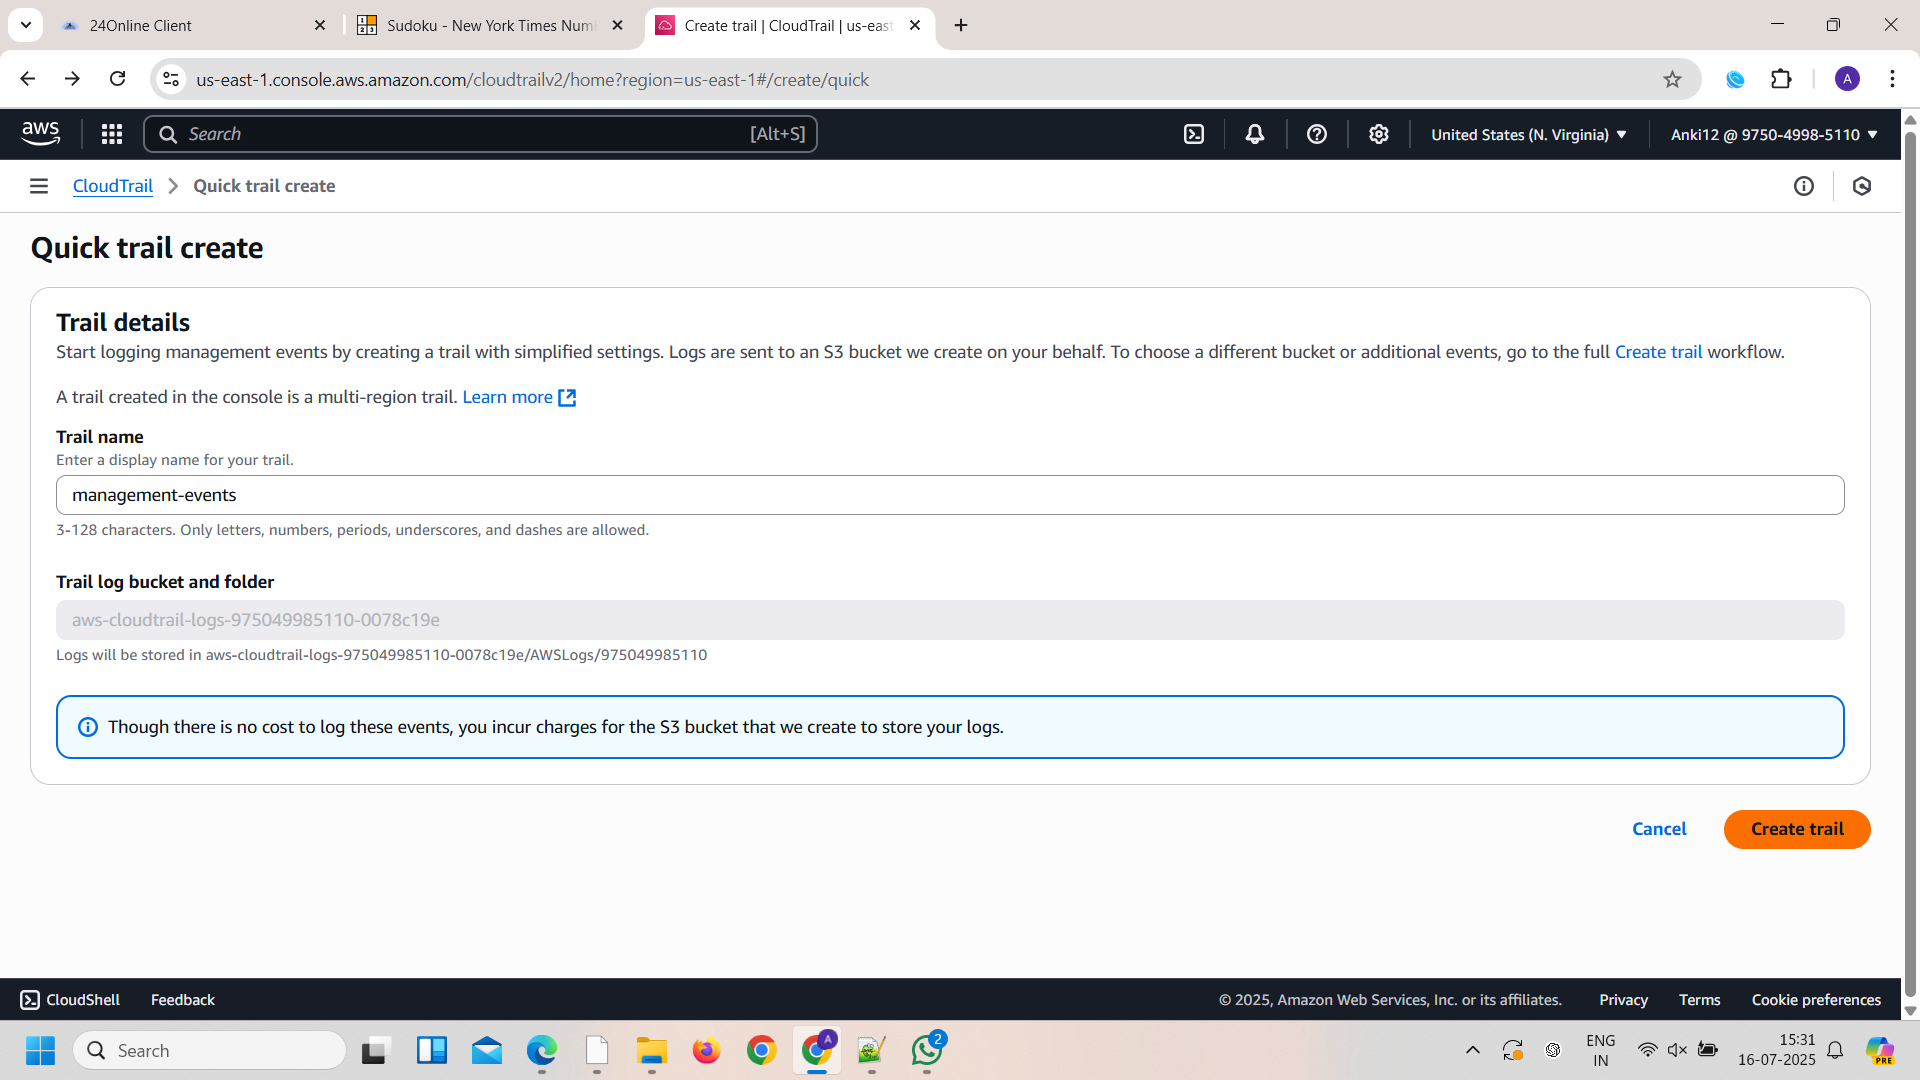 24Online Client
Sudoku - New York Times Num
Create trail | CloudTrail | us-east
us-east-1.console.aws.amazon.com/cloudtrailv2/home?region=us-east-1#/create/quick
A
aws
Search
[Alt+S]
United States (N. Virginia)
Anki12 @ 9750-4998-5110
CloudTrail
Quick trail create
Quick trail create
Trail details
Start logging management events by creating a trail with simplified settings. Logs are sent to an S3 bucket we create on your behalf. To choose a different bucket or additional events, go to the full Create trail workflow.
A trail created in the console is a multi-region trail. Learn more
Trail name
Enter a display name for your trail.
management-events
3-128 characters. Only letters, numbers, periods, underscores, and dashes are allowed.
Trail log bucket and folder
aws-cloudtrail-logs-975049985110-0078c19e
Logs will be stored in aws-cloudtrail-logs-975049985110-0078c19e/AWSLogs/975049985110
Though there is no cost to log these events, you incur charges for the S3 bucket that we create to store your logs.
Cancel
Create trail
CloudShell
Feedback
© 2025, Amazon Web Services, Inc. or its affiliates.
Privacy
Terms
Cookie preferences
Search
A
2
ENG
IN
15:31
16-07-2025
PRE